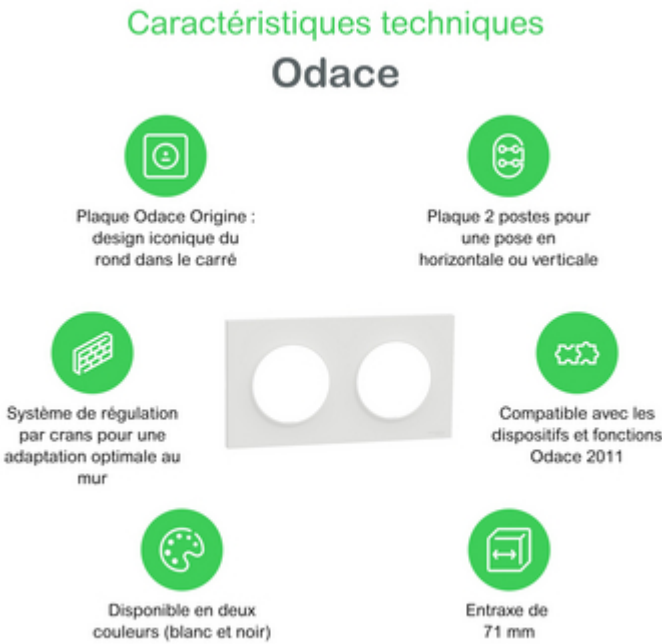 Caractéristiques techniques
Odace
Plaque Odace Origine :
design iconique du
rond dans le carré
Plaque 2 postes pour
une pose en
horizontale ou verticale
Système de régulation
par crans pour une
adaptation optimale au
mur
Compatible avec les
dispositifs et fonctions
Odace 2011
Disponible en deux
couleurs (blanc et noir)
Entraxe de
71 mm